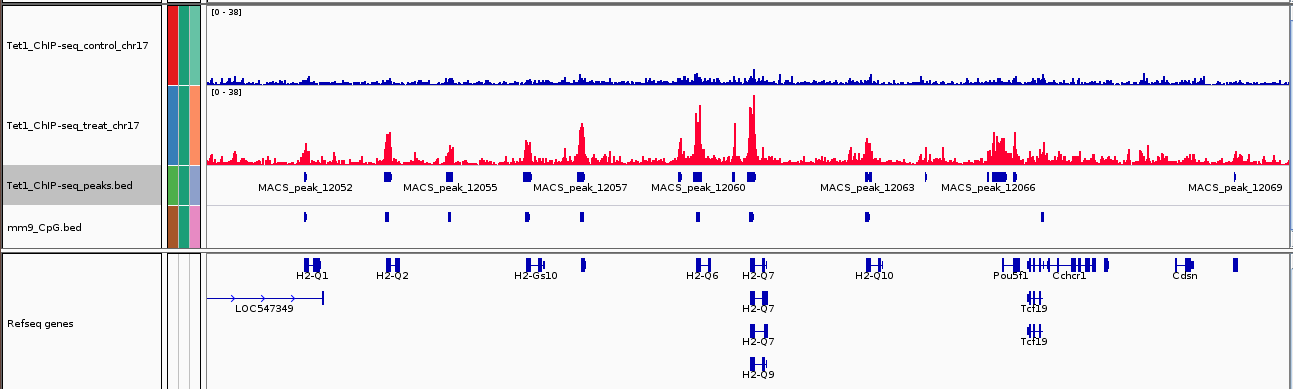 [0 - 38]
Tet1_ChIP-seq_control_chr17
[0 - 38]
Tet1_ChIP-seq_treat_chr17
Tet1_ChIP-seq_peaks.bed
MACS_peak_12052 MACS_peak_12055 MACS_peak_12057 MACS_peak_12060 MACS_peak_12063 MACS_peak_12066 MACS_peak_12069
mm9_CpG.bed
H2-Q1 H2-Q2 H2-Gs10 H2-Q6 H2-Q7 H2-Q10 Pou5f1 Cchcr1 Cdsn
LOC547349 H2-Q7 Tcf19
Refseq genes
H2-Q7 Tcf19
H2-Q9